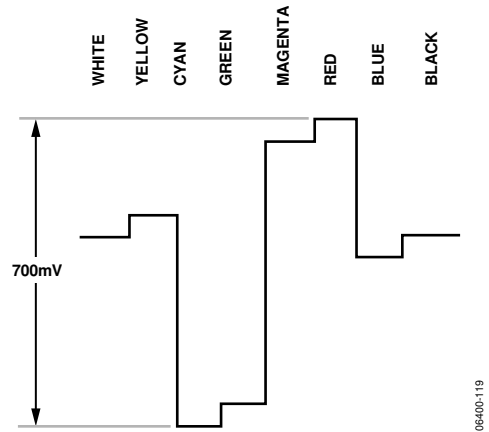 WHITE
YELLOW
CYAN
GREEN
MAGENTA
RED
BLUE
BLACK
700mV
06400-119